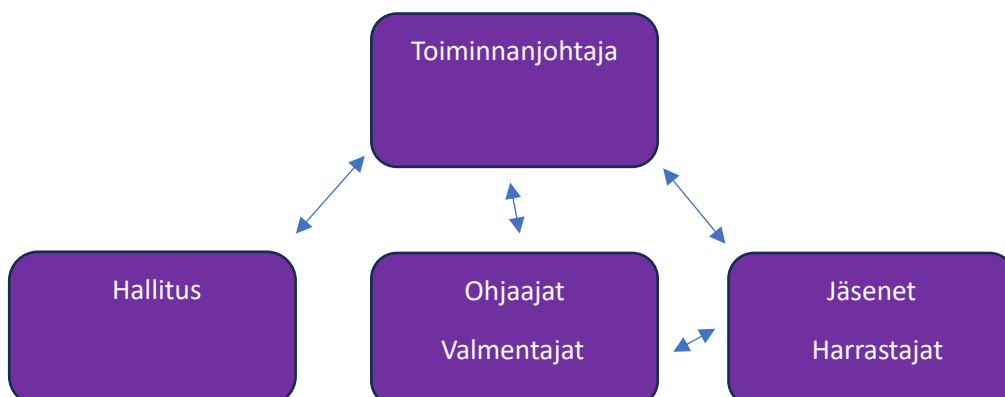 Toiminnanjohtaja
Hallitus
Ohjaajat
Valmentajat
Jäsenet
Harrastajat